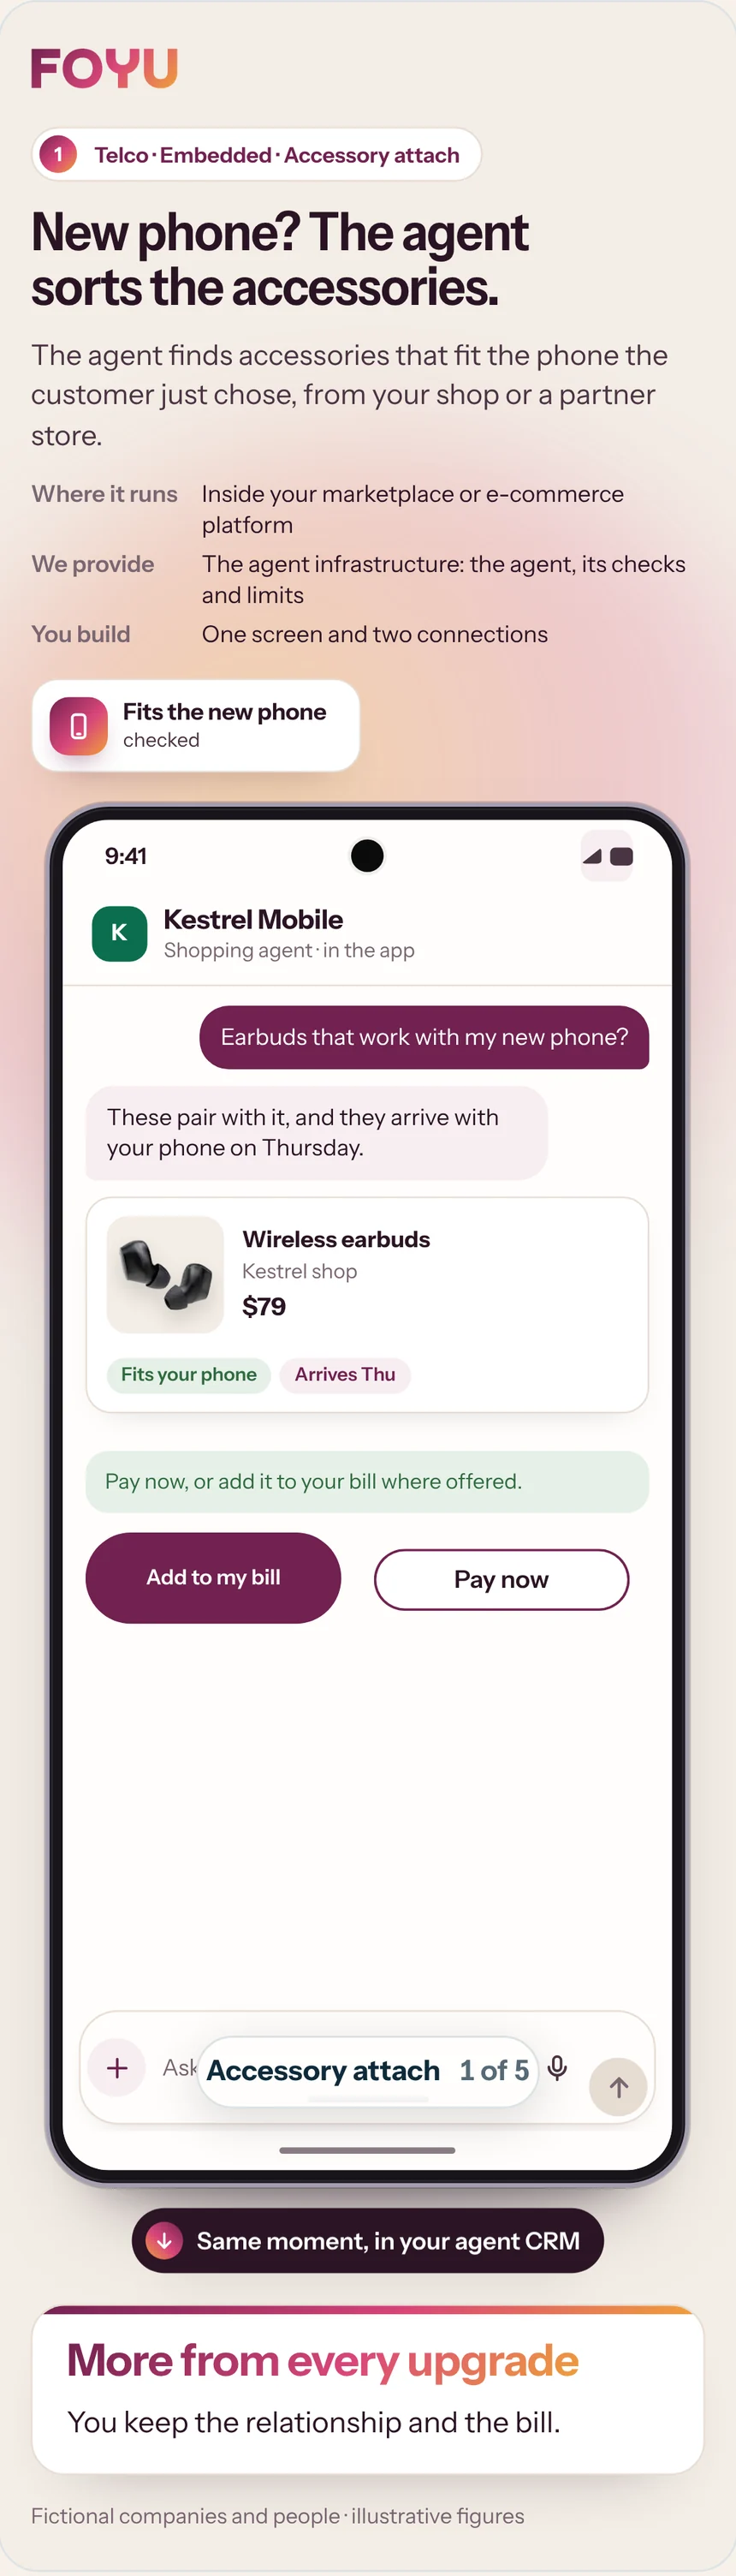 FOYU
1 Telco · Embedded · Accessory attach
New phone? The agent
sorts the accessories.
The agent finds accessories that fit the phone the
customer just chose, from your shop or a partner
store.
Where it runs Inside your marketplace or e-commerce
platform
We provide The agent infrastructure: the agent, its checks
and limits
You build One screen and two connections
Fits the new phone
checked
9:41
K Kestrel Mobile
Shopping agent · in the app
Earbuds that work with my new phone?
These pair with it, and they arrive with
your phone on Thursday.
Wireless earbuds
Kestrel shop
$79
Fits your phone Arrives Thu
Pay now, or add it to your bill where offered.
Add to my bill Pay now
Ask
Accessory attach 1 of 5
Same moment, in your agent CRM
More from every upgrade
You keep the relationship and the bill.
Fictional companies and people · illustrative figures